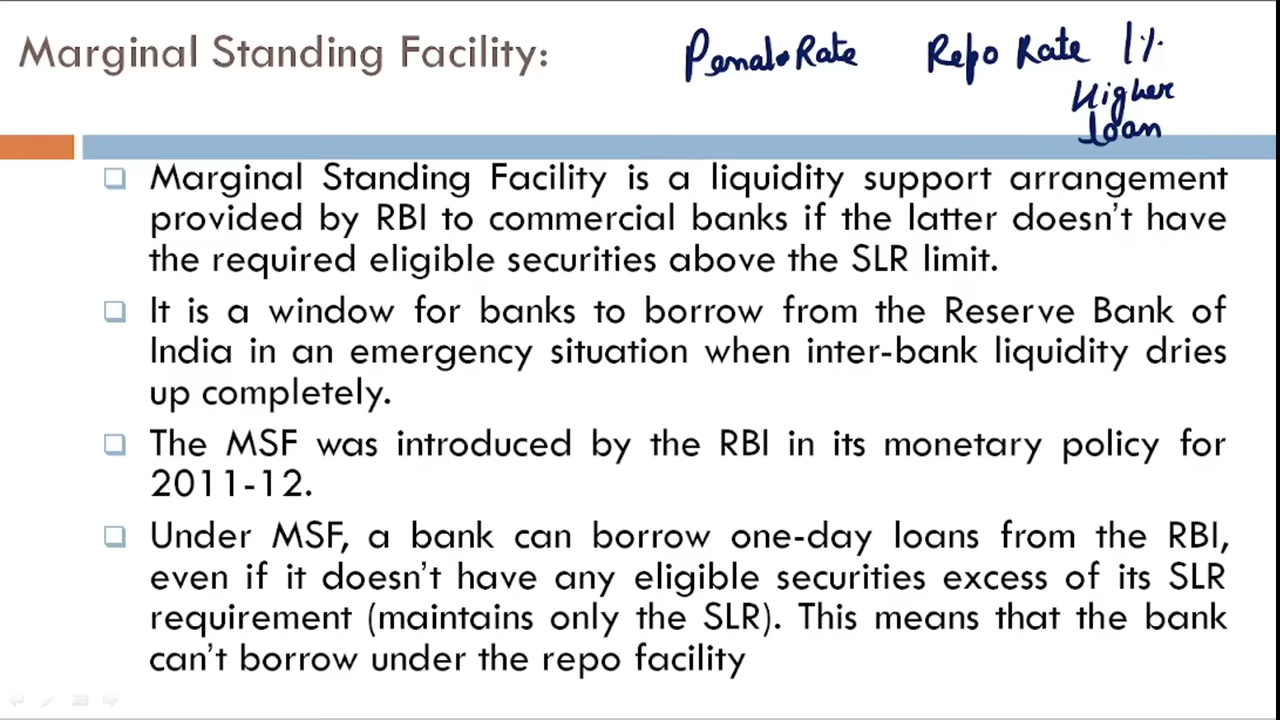 Marginal Standing Facility:
Penal Rate Repo Rate 1%
Higher
loan
Marginal Standing Facility is a liquidity support arrangement
provided by RBI to commercial banks if the latter doesn't have
the required eligible securities above the SLR limit.
It is a window for banks to borrow from the Reserve Bank of
India in an emergency situation when inter-bank liquidity dries
up completely.
The MSF was introduced by the RBI in its monetary policy for
2011-12.
Under MSF, a bank can borrow one-day loans from the RBI,
even if it doesn't have any eligible securities excess of its SLR
requirement (maintains only the SLR). This means that the bank
can't borrow under the repo facility